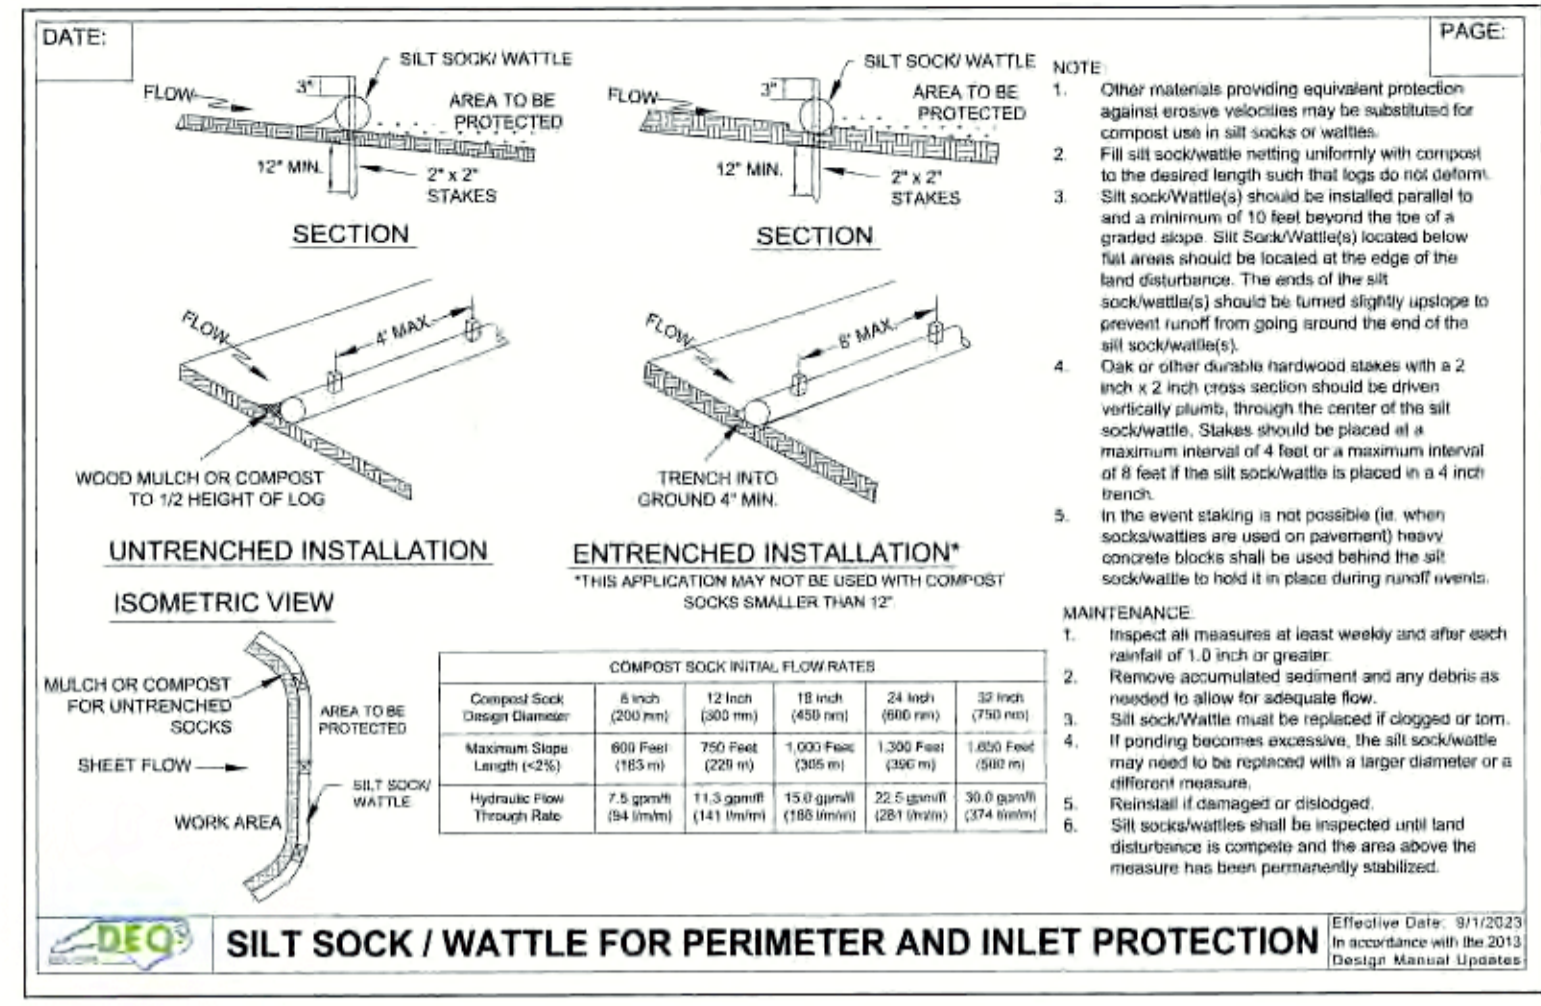 DATE:
PAGE:
SILT SOCK/ WATTLE
3"
FLOW
AREA TO BE
PROTECTED
12" MIN.
2" x 2"
STAKES
SECTION
SILT SOCK/ WATTLE
3"
FLOW
AREA TO BE
PROTECTED
12" MIN.
2" x 2"
STAKES
SECTION
FLOW
4' MAX.
WOOD MULCH OR COMPOST
TO 1/2 HEIGHT OF LOG
UNTRENCHED INSTALLATION
FLOW
8' MAX.
TRENCH INTO
GROUND 4" MIN.
ENTRENCHED INSTALLATION*
*THIS APPLICATION MAY NOT BE USED WITH COMPOST
SOCKS SMALLER THAN 12"
ISOMETRIC VIEW
MULCH OR COMPOST
FOR UNTRENCHED
SOCKS
AREA TO BE
PROTECTED
SHEET FLOW
SILT SOCK/
WATTLE
WORK AREA
COMPOST SOCK INITIAL FLOW RATES
Compost Sock Design Diameter 8 inch (200 mm) 12 Inch (300 mm) 18 inch (450 mm) 24 inch (600 mm) 32 inch (750 mm)
Maximum Slope Length (<2%) 600 Feet (183 m) 750 Feet (229 m) 1,000 Feet (305 m) 1,300 Feet (396 m) 1,650 Feet (500 m)
Hydraulic Flow Through Rate 7.5 gpm/ft (94 l/m/m) 11.3 gpm/ft (141 l/m/m) 15.0 gpm/ft (188 l/m/m) 22.5 gpm/ft (281 l/m/m) 30.0 gpm/ft (374 l/m/m)
NOTE:
1. Other materials providing equivalent protection
against erosive velocities may be substituted for
compost use in silt socks or wattles.
2. Fill silt sock/wattle netting uniformly with compost
to the desired length such that logs do not deform.
3. Silt sock/Wattle(s) should be installed parallel to
and a minimum of 10 feet beyond the toe of a
graded slope. Silt Sock/Wattle(s) located below
flat areas should be located at the edge of the
land disturbance. The ends of the silt
sock/wattle(s) should be turned slightly upslope to
prevent runoff from going around the end of the
silt sock/wattle(s).
4. Oak or other durable hardwood stakes with a 2
inch x 2 inch cross section should be driven
vertically plumb, through the center of the silt
sock/wattle. Stakes should be placed at a
maximum interval of 4 feet or a maximum interval
of 8 feet if the silt sock/wattle is placed in a 4 inch
trench.
5. In the event staking is not possible (ie. when
socks/wattles are used on pavement) heavy
concrete blocks shall be used behind the silt
sock/wattle to hold it in place during runoff events.
MAINTENANCE:
1. Inspect all measures at least weekly and after each
rainfall of 1.0 inch or greater.
2. Remove accumulated sediment and any debris as
needed to allow for adequate flow.
3. Silt sock/Wattle must be replaced if clogged or torn.
4. If ponding becomes excessive, the silt sock/wattle
may need to be replaced with a larger diameter or a
different measure.
5. Reinstall if damaged or dislodged.
6. Silt socks/wattles shall be inspected until land
disturbance is compete and the area above the
measure has been permanently stabilized.
DEQ
SILT SOCK / WATTLE FOR PERIMETER AND INLET PROTECTION
Effective Date: 9/1/2023
In accordance with the 2013
Design Manual Updates